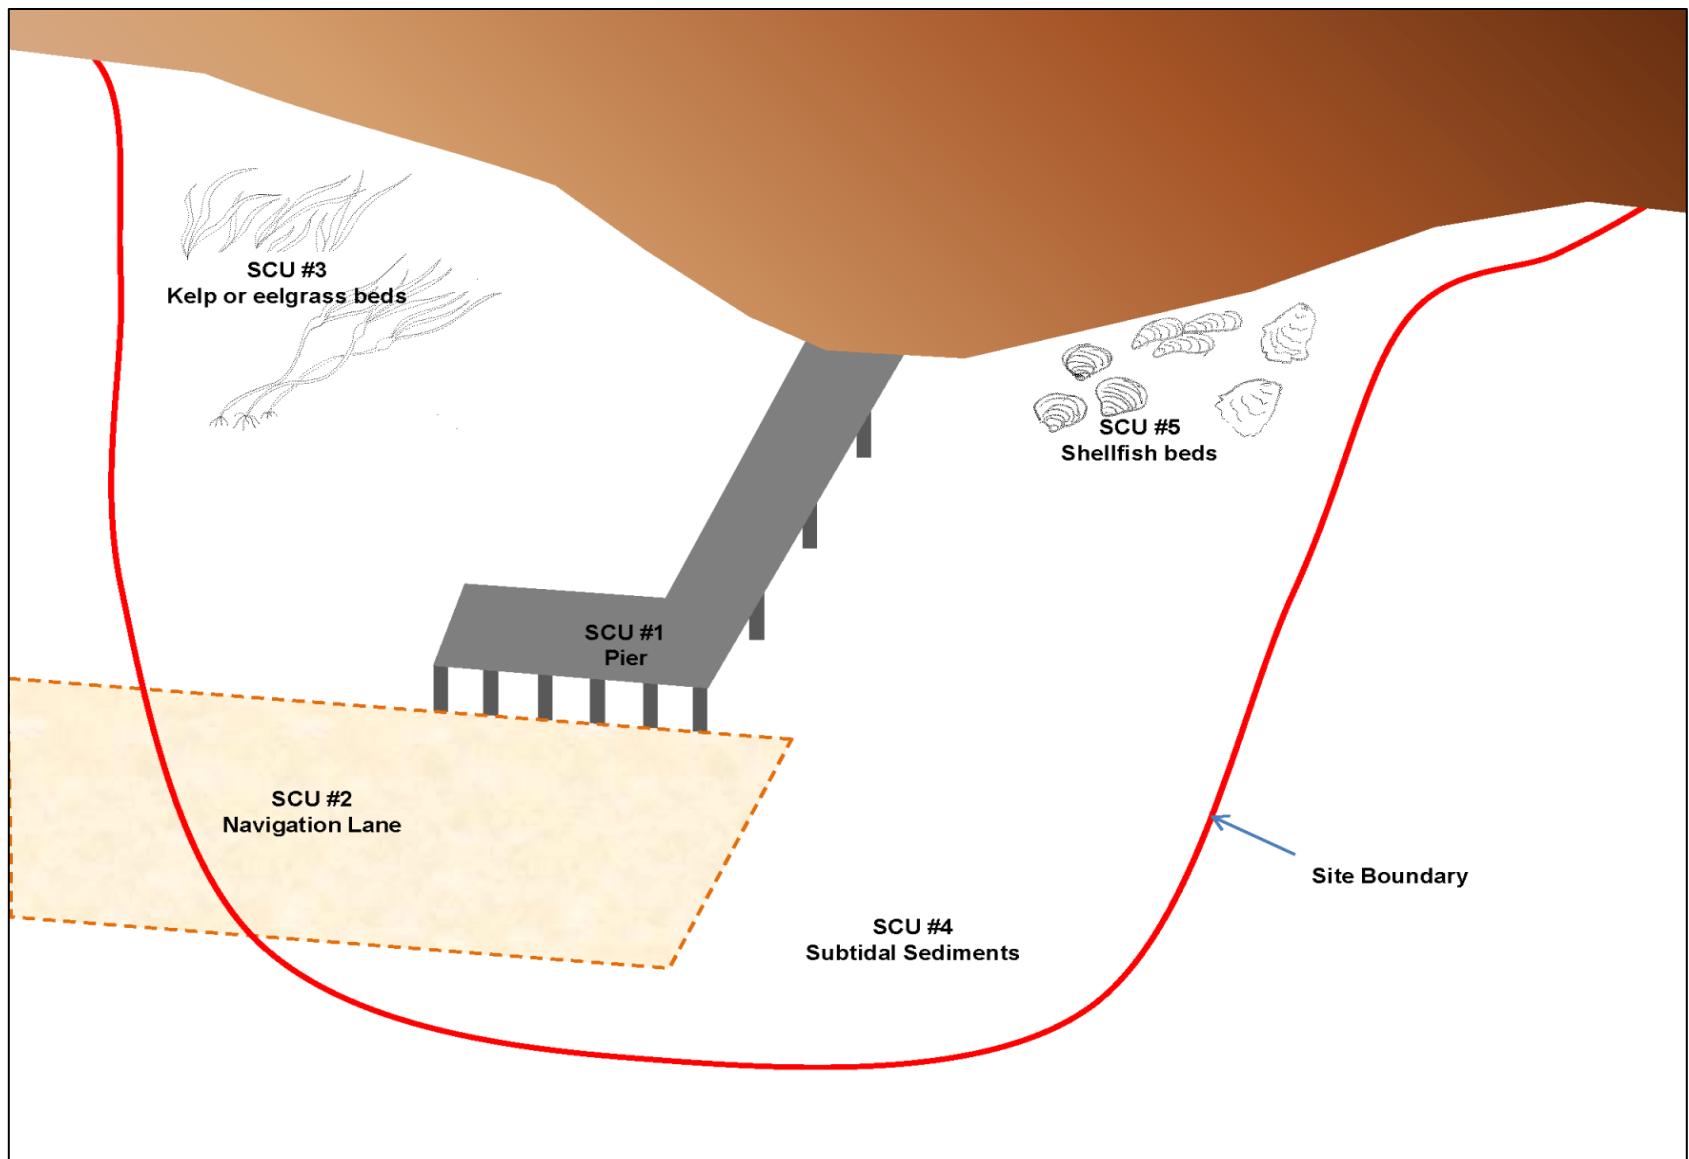 SCU #3
Kelp or eelgrass beds
SCU #5
Shellfish beds
SCU #1
Pier
SCU #2
Navigation Lane
Site Boundary
SCU #4
Subtidal Sediments